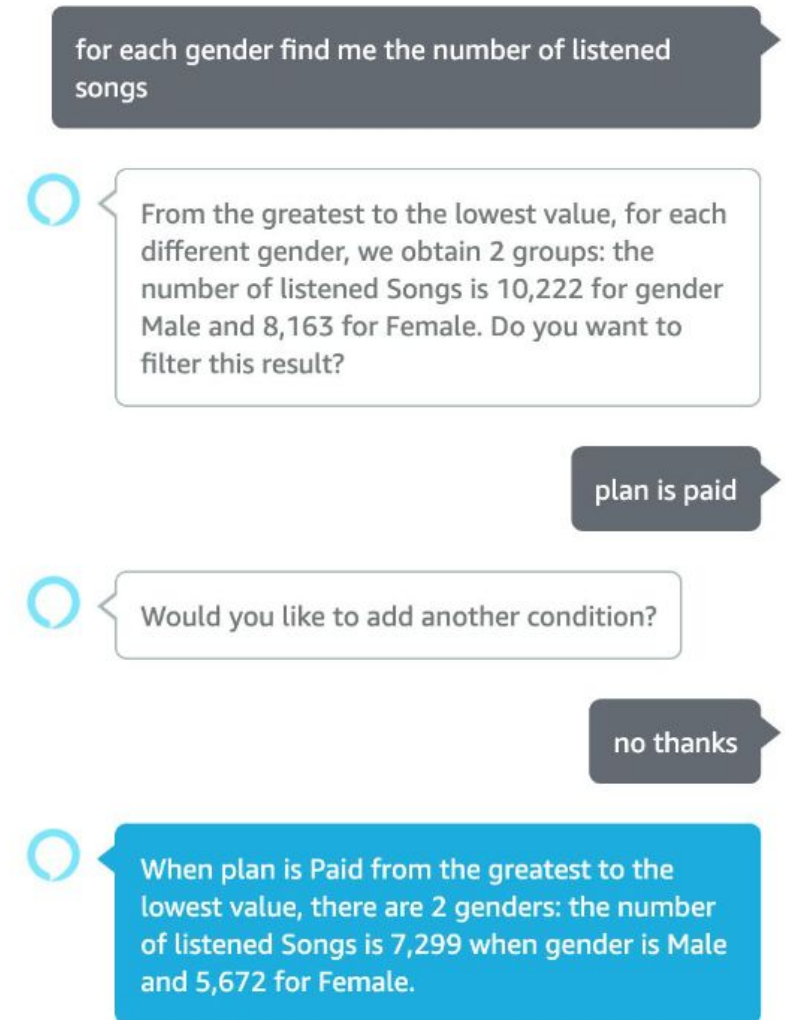 for each gender find me the number of listened
songs
From the greatest to the lowest value, for each
different gender, we obtain 2 groups: the
number of listened Songs is 10,222 for gender
Male and 8,163 for Female. Do you want to
filter this result?
plan is paid
Would you like to add another condition?
no thanks
When plan is Paid from the greatest to the
lowest value, there are 2 genders: the number
of listened Songs is 7,299 when gender is Male
and 5,672 for Female.